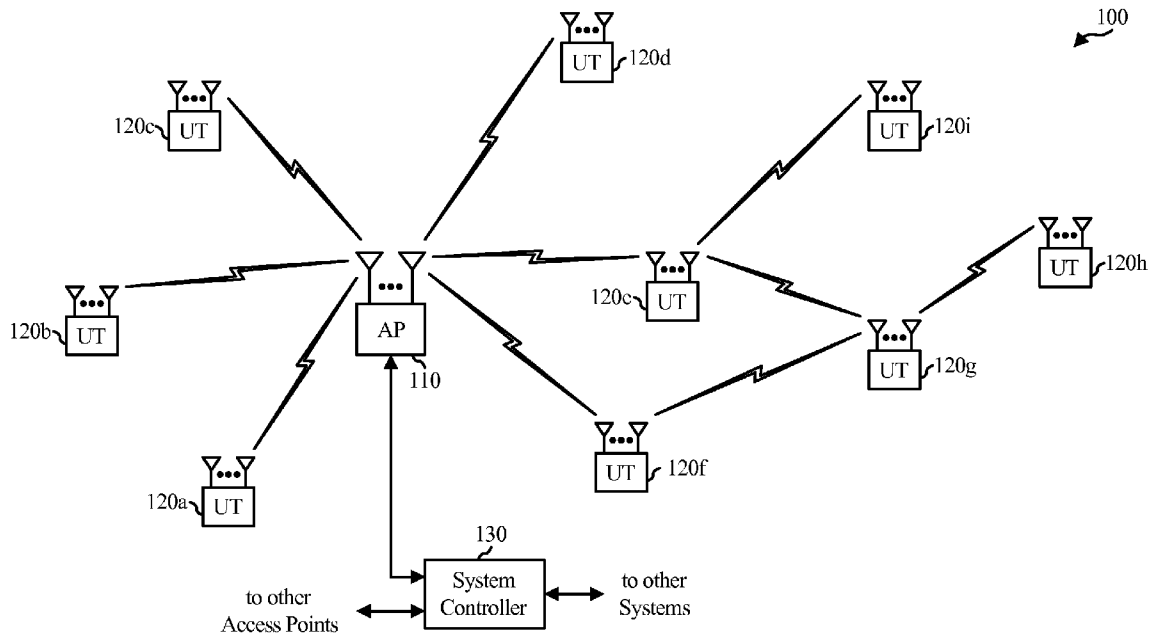 100
UT
120d
UT
120c
UT
120i
UT
120h
UT
120c
UT
120b
AP
110
UT
120g
UT
120f
UT
120a
130
System
Controller
to other
Systems
to other
Access Points